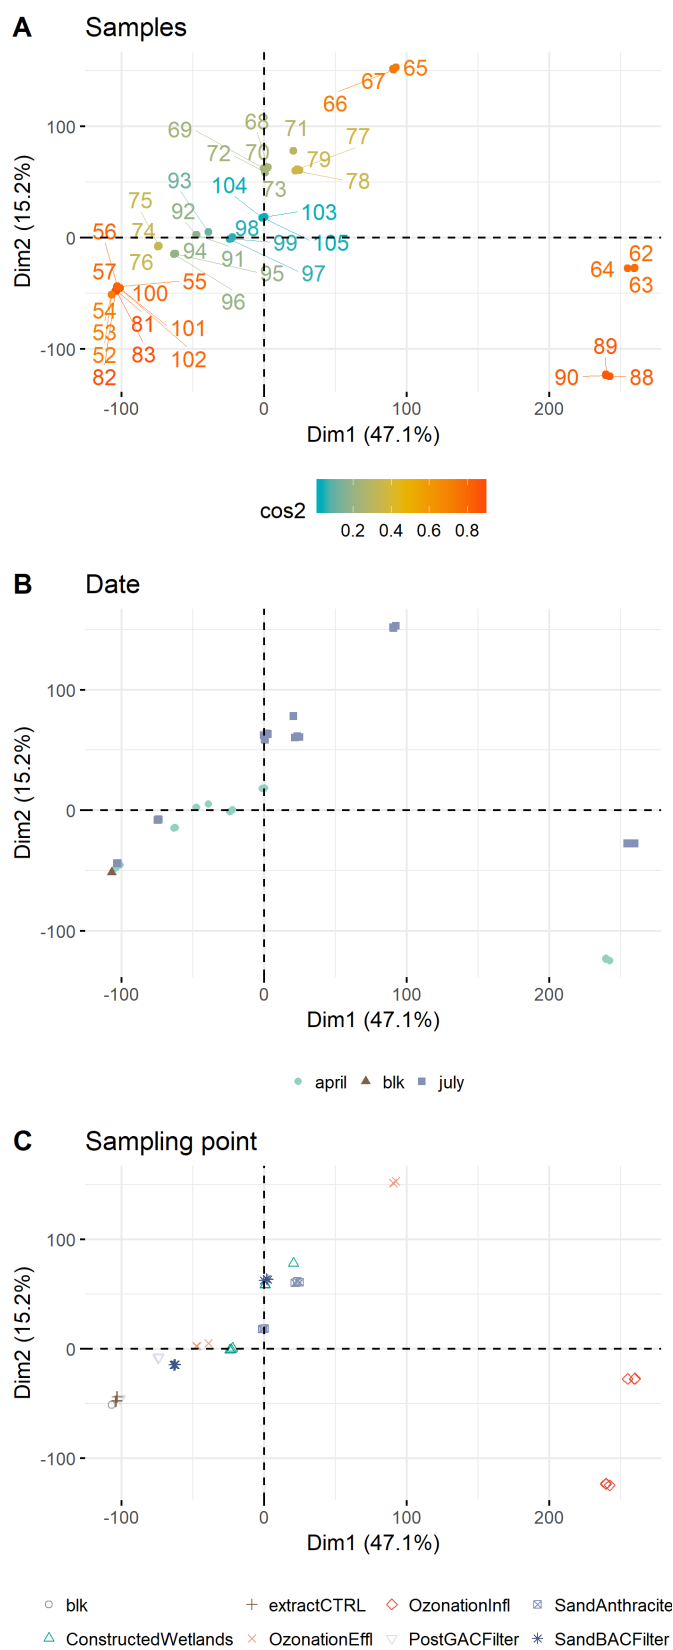 A Samples
67 65
66
100
Dim2 (15.2%)
69 68 71 77
72 70 79
93 104 73 78
75 92 103
56 74 98 105
0
57 76 94 91 99 97 62
55 95 64 63
54 100 96
53 81 101 89
-100
52 83 102 90 88
82
-100 0 100 200
Dim1 (47.1%)
cos2
0.2 0.4 0.6 0.8
B Date
100
Dim2 (15.2%)
0
-100
-100 0 100 200
Dim1 (47.1%)
april blk july
C Sampling point
100
Dim2 (15.2%)
0
-100
-100 0 100 200
Dim1 (47.1%)
blk extractCTRL OzonationInfl SandAnthracite
ConstructedWetlands OzonationEffl PostGACFilter SandBACFilter